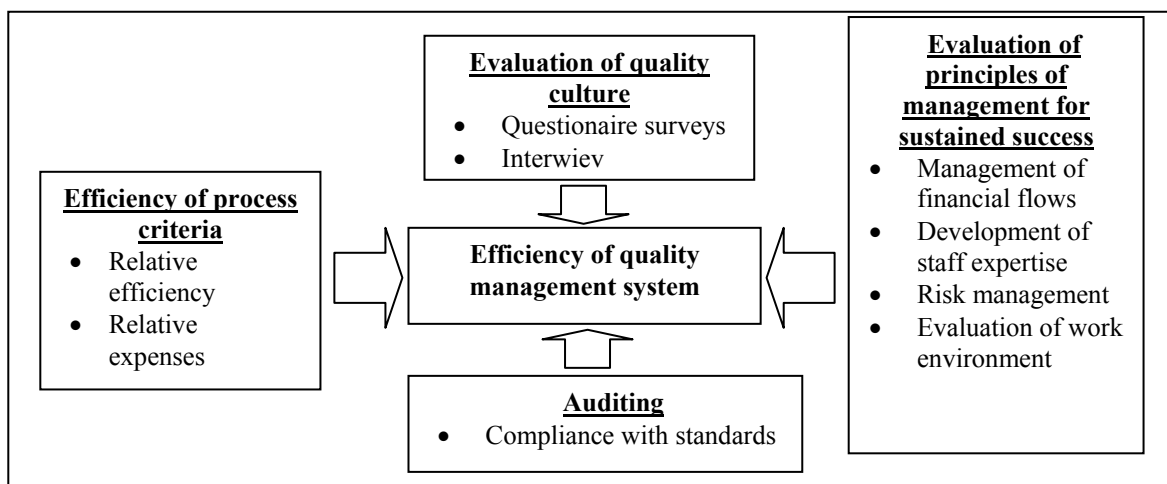 Evaluation of quality
culture
• Questionaire surveys
• Interwiev
Evaluation of
principles of
management for
sustained success
• Management of
financial flows
• Development of
staff expertise
• Risk management
• Evaluation of work
environment
Efficiency of process
criteria
• Relative
efficiency
• Relative
expenses
Efficiency of quality
management system
Auditing
• Compliance with standards